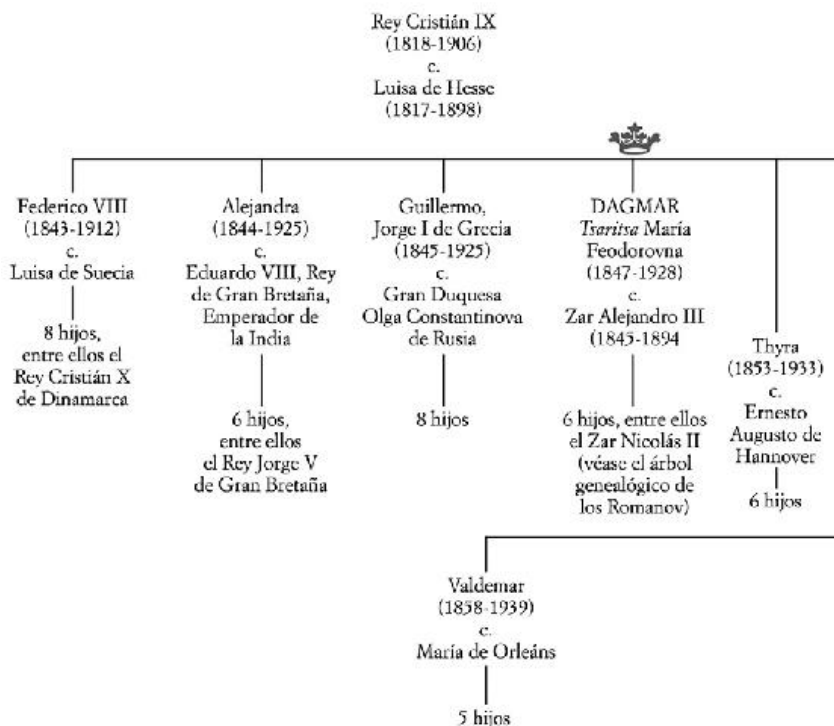 Rey Cristián IX
(1818-1906)
c.
Luisa de Hesse
(1817-1898)
Federico VIII
(1843-1912)
c.
Luisa de Suecia
8 hijos,
entre ellos el
Rey Cristián X
de Dinamarca
Alejandra
(1844-1925)
c.
Eduardo VIII, Rey
de Gran Bretaña,
Emperador de
la India
6 hijos,
entre ellos
el Rey Jorge V
de Gran Bretaña
Guillermo,
Jorge I de Grecia
(1845-1925)
c.
Gran Duquesa
Olga Constantinova
de Rusia
8 hijos
DAGMAR
Tsaritsa María
Feodorovna
(1847-1928)
c.
Zar Alejandro III
(1845-1894
6 hijos, entre ellos
el Zar Nicolás II
(véase el árbol
genealógico de
los Romanov)
Thyra
(1853-1933)
c.
Ernesto
Augusto de
Hannover
6 hijos
Valdemar
(1858-1939)
c.
María de Orleáns
5 hijos